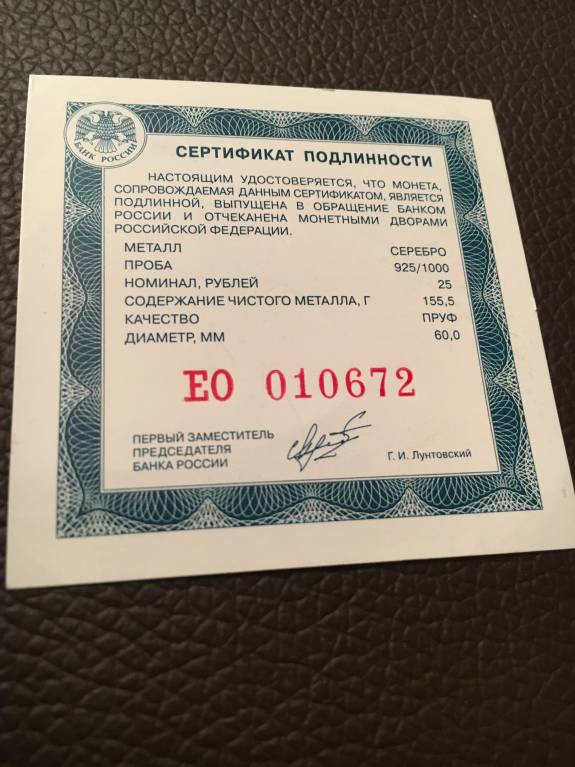 БАНК РОССИИ
СЕРТИФИКАТ ПОДЛИННОСТИ
НАСТОЯЩИМ УДОСТОВЕРЯЕТСЯ, ЧТО МОНЕТА,
СОПРОВОЖДАЕМАЯ ДАННЫМ СЕРТИФИКАТОМ, ЯВЛЯЕТСЯ
ПОДЛИННОЙ, ВЫПУЩЕНА В ОБРАЩЕНИЕ БАНКОМ
РОССИИ И ОТЧЕКАНЕНА МОНЕТНЫМИ ДВОРАМИ
РОССИЙСКОЙ ФЕДЕРАЦИИ.
МЕТАЛЛ СЕРЕБРО
ПРОБА 925/1000
НОМИНАЛ, РУБЛЕЙ 25
СОДЕРЖАНИЕ ЧИСТОГО МЕТАЛЛА, Г 155,5
КАЧЕСТВО ПРУФ
ДИАМЕТР, ММ 60,0
ЕО 010672
ПЕРВЫЙ ЗАМЕСТИТЕЛЬ
ПРЕДСЕДАТЕЛЯ
БАНКА РОССИИ Г. И. Лунтовский